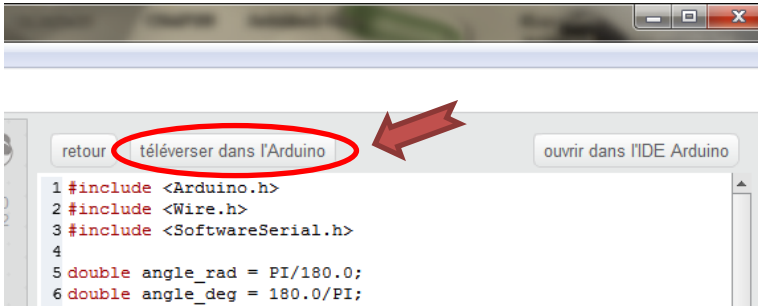 retour téléverser dans l'Arduino ouvrir dans l'IDE Arduino
1 #include <Arduino.h>
2 #include <Wire.h>
3 #include <SoftwareSerial.h>
4
5 double angle_rad = PI/180.0;
6 double angle_deg = 180.0/PI;